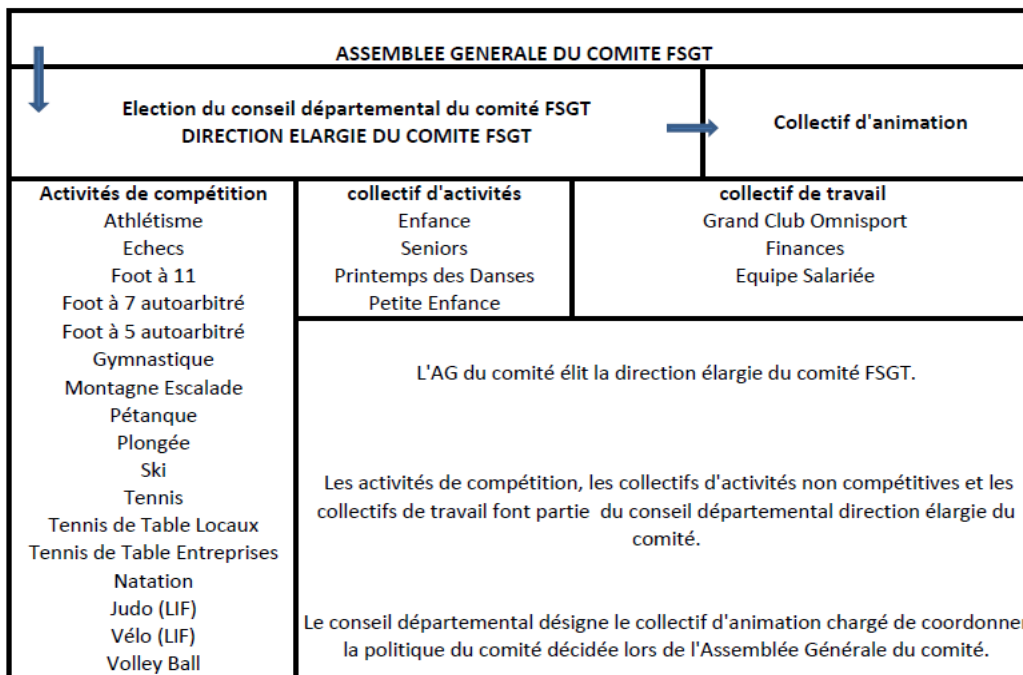 ASSEMBLEE GENERALE DU COMITE FSGT
Election du conseil départemental du comité FSGT
DIRECTION ELARGIE DU COMITE FSGT
Collectif d'animation
Activités de compétition
Athlétisme
Echecs
Foot à 11
Foot à 7 autoarbitré
Foot à 5 autoarbitré
Gymnastique
Montagne Escalade
Pétanque
Plongée
Ski
Tennis
Tennis de Table Locaux
Tennis de Table Entreprises
Natation
Judo (LIF)
Vélo (LIF)
Volley Ball
collectif d'activités
Enfance
Seniors
Printemps des Danses
Petite Enfance
collectif de travail
Grand Club Omnisport
Finances
Equipe Salariée
L'AG du comité élit la direction élargie du comité FSGT.
Les activités de compétition, les collectifs d'activités non compétitives et les
collectifs de travail font partie du conseil départemental direction élargie du
comité.
Le conseil départemental désigne le collectif d'animation chargé de coordonner
la politique du comité décidée lors de l'Assemblée Générale du comité.